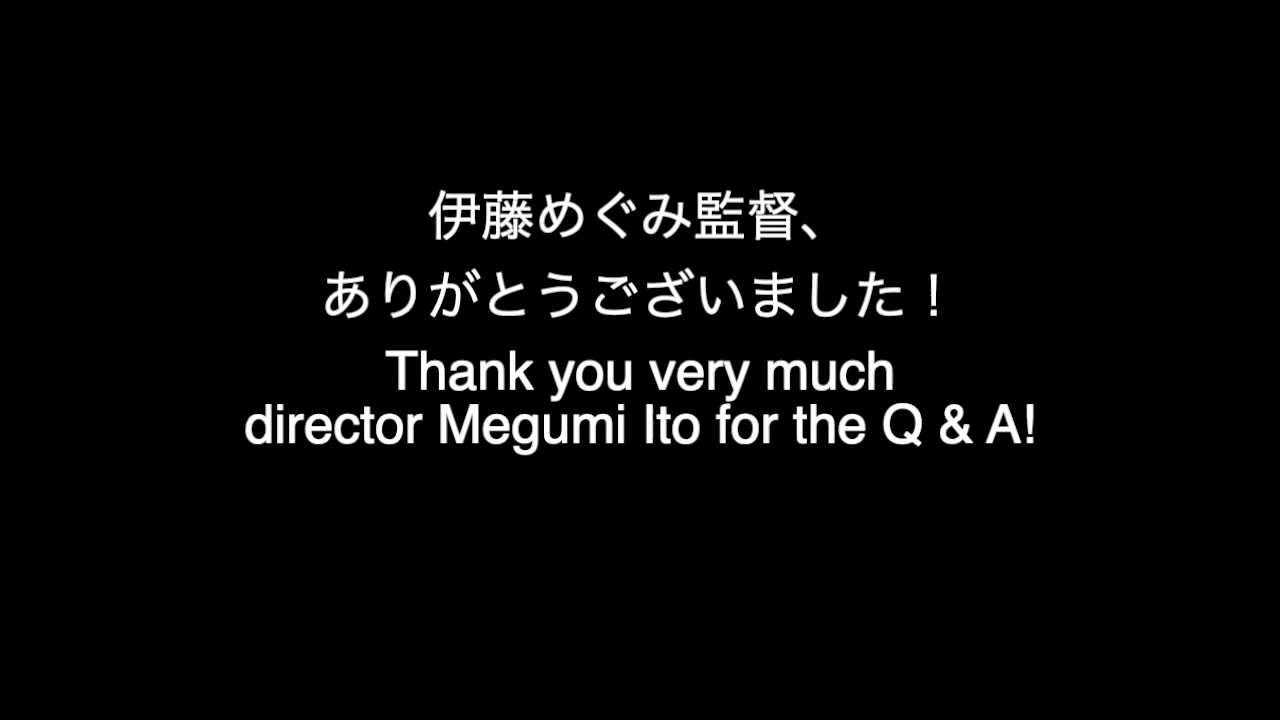 伊藤めぐみ監督、
ありがとうございました！
Thank you very much
director Megumi Ito for the Q & A!